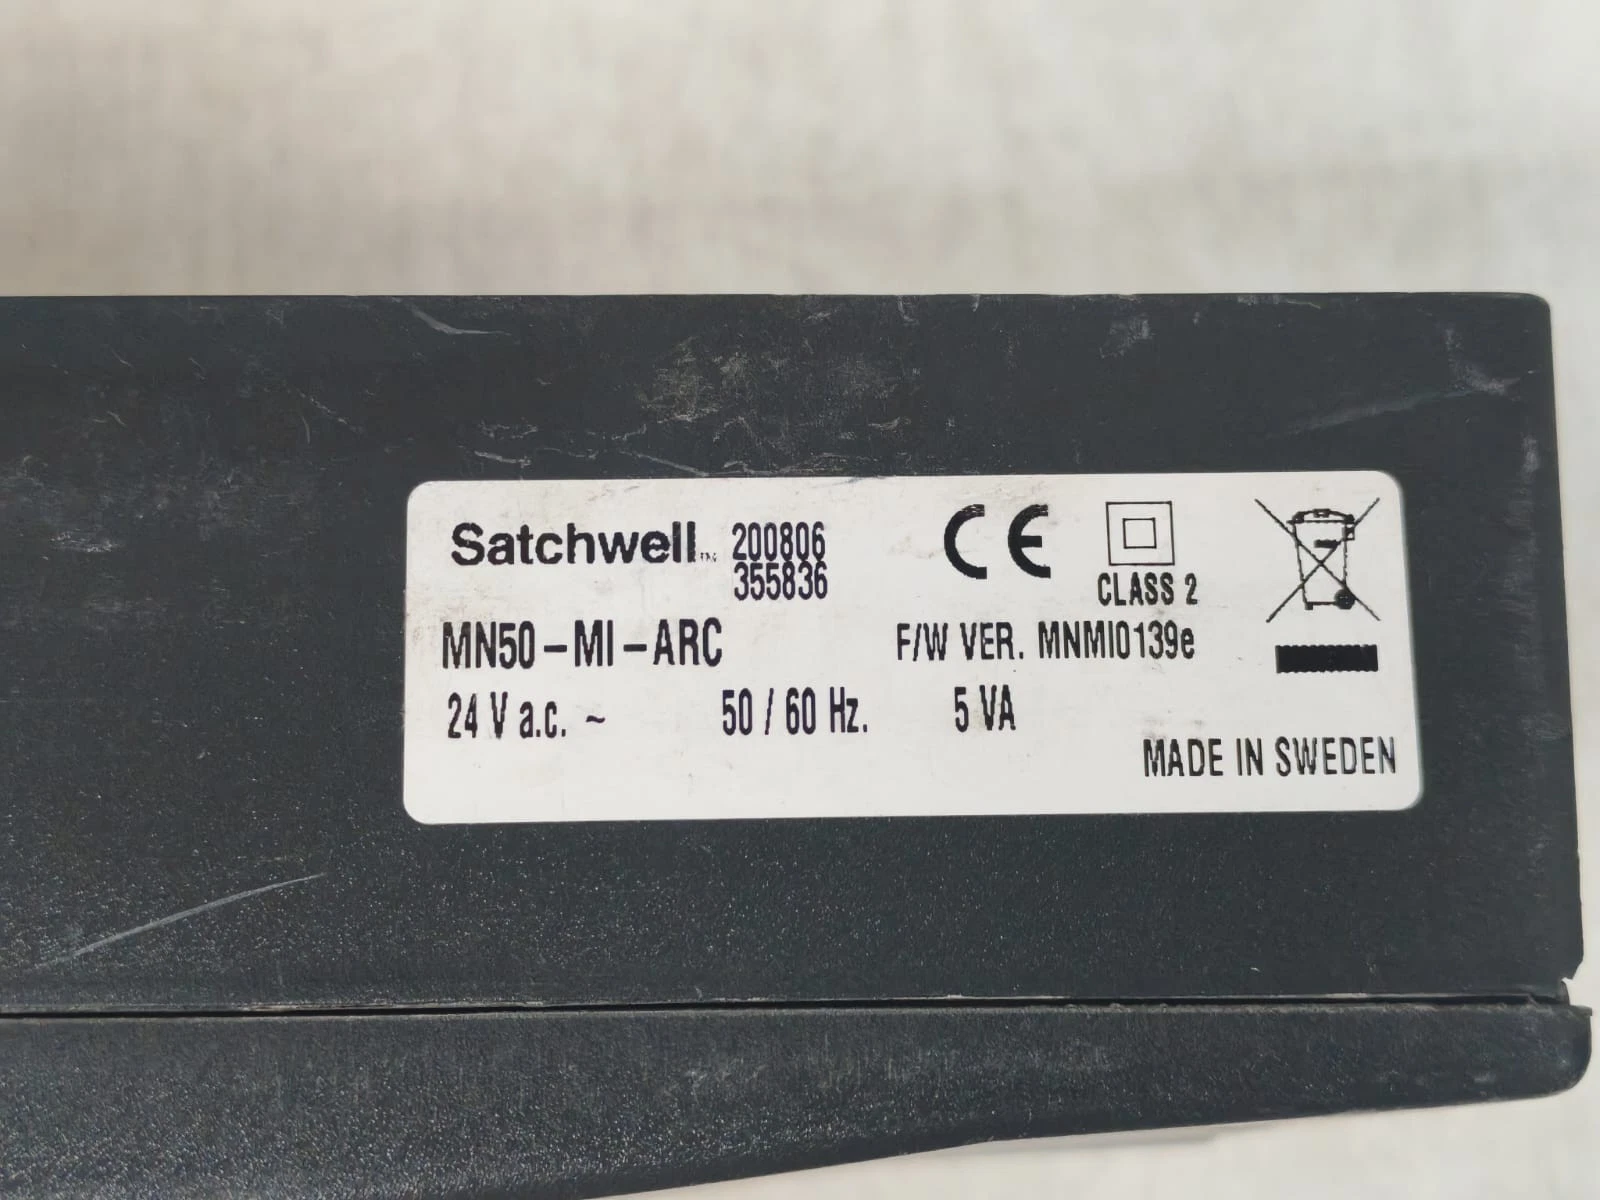 Satchwell™ 200806
355836
CE
CLASS 2
MN50-MI-ARC F/W VER. MNMI0139e
24 V a.c. ~ 50 / 60 Hz. 5 VA
MADE IN SWEDEN